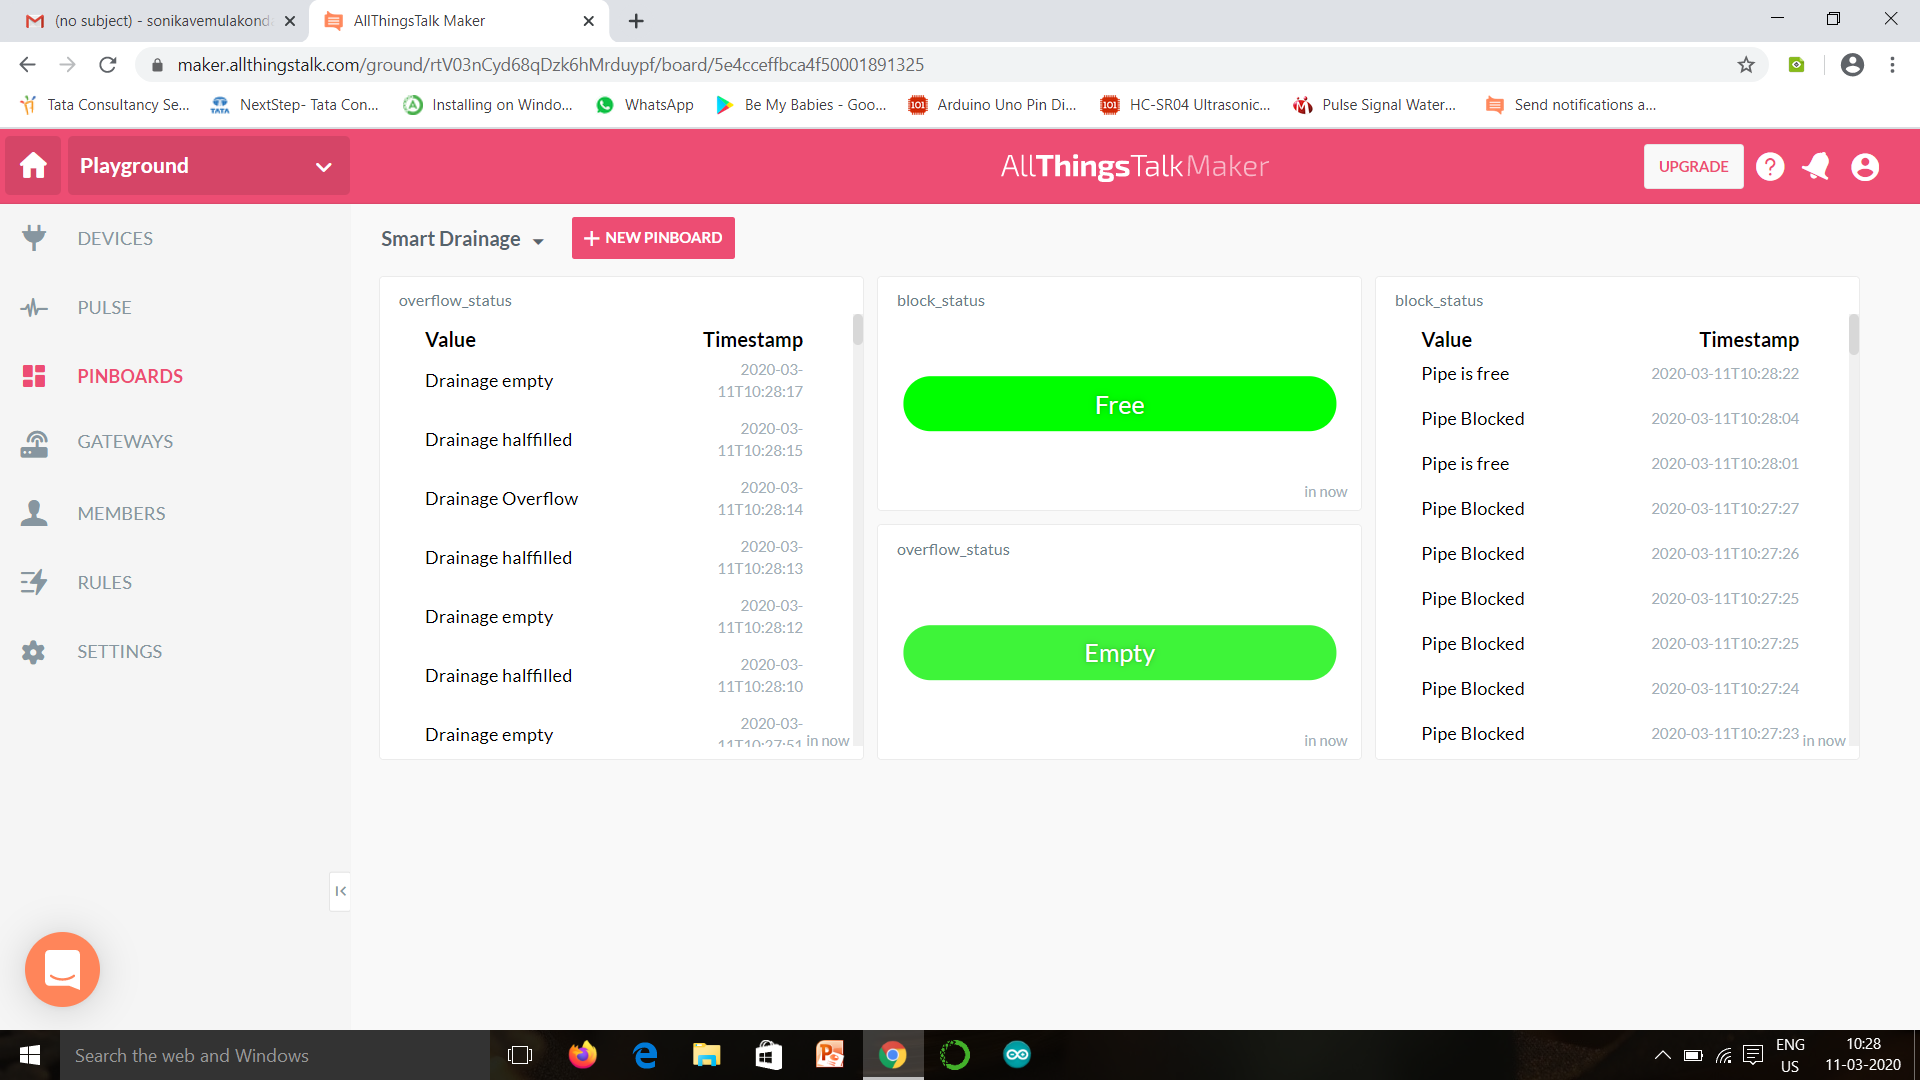 (no subject) - sonikavemulakond
AllThingsTalk Maker
maker.allthingstalk.com/ground/rtV03nCyd68qDzk6hMrduypf/board/5e4cceffbca4f50001891325
Tata Consultancy Se...
NextStep- Tata Con...
Installing on Windo...
WhatsApp
Be My Babies - Goo...
Arduino Uno Pin Di...
HC-SR04 Ultrasonic...
Pulse Signal Water...
Send notifications a...
Playground
AllThingsTalkMaker
UPGRADE
DEVICES
PULSE
PINBOARDS
GATEWAYS
MEMBERS
RULES
SETTINGS
Smart Drainage
+ NEW PINBOARD
overflow_status
Value Timestamp
Drainage empty 2020-03-
11T10:28:17
Drainage halffilled 2020-03-
11T10:28:15
Drainage Overflow 2020-03-
11T10:28:14
Drainage halffilled 2020-03-
11T10:28:13
Drainage empty 2020-03-
11T10:28:12
Drainage halffilled 2020-03-
11T10:28:10
Drainage empty 2020-03-
11T10:27:51 in now
block_status
Free
in now
overflow_status
Empty
in now
block_status
Value Timestamp
Pipe is free 2020-03-11T10:28:22
Pipe Blocked 2020-03-11T10:28:04
Pipe is free 2020-03-11T10:28:01
Pipe Blocked 2020-03-11T10:27:27
Pipe Blocked 2020-03-11T10:27:26
Pipe Blocked 2020-03-11T10:27:25
Pipe Blocked 2020-03-11T10:27:25
Pipe Blocked 2020-03-11T10:27:24
Pipe Blocked 2020-03-11T10:27:23 in now
Search the web and Windows
ENG
US
10:28
11-03-2020